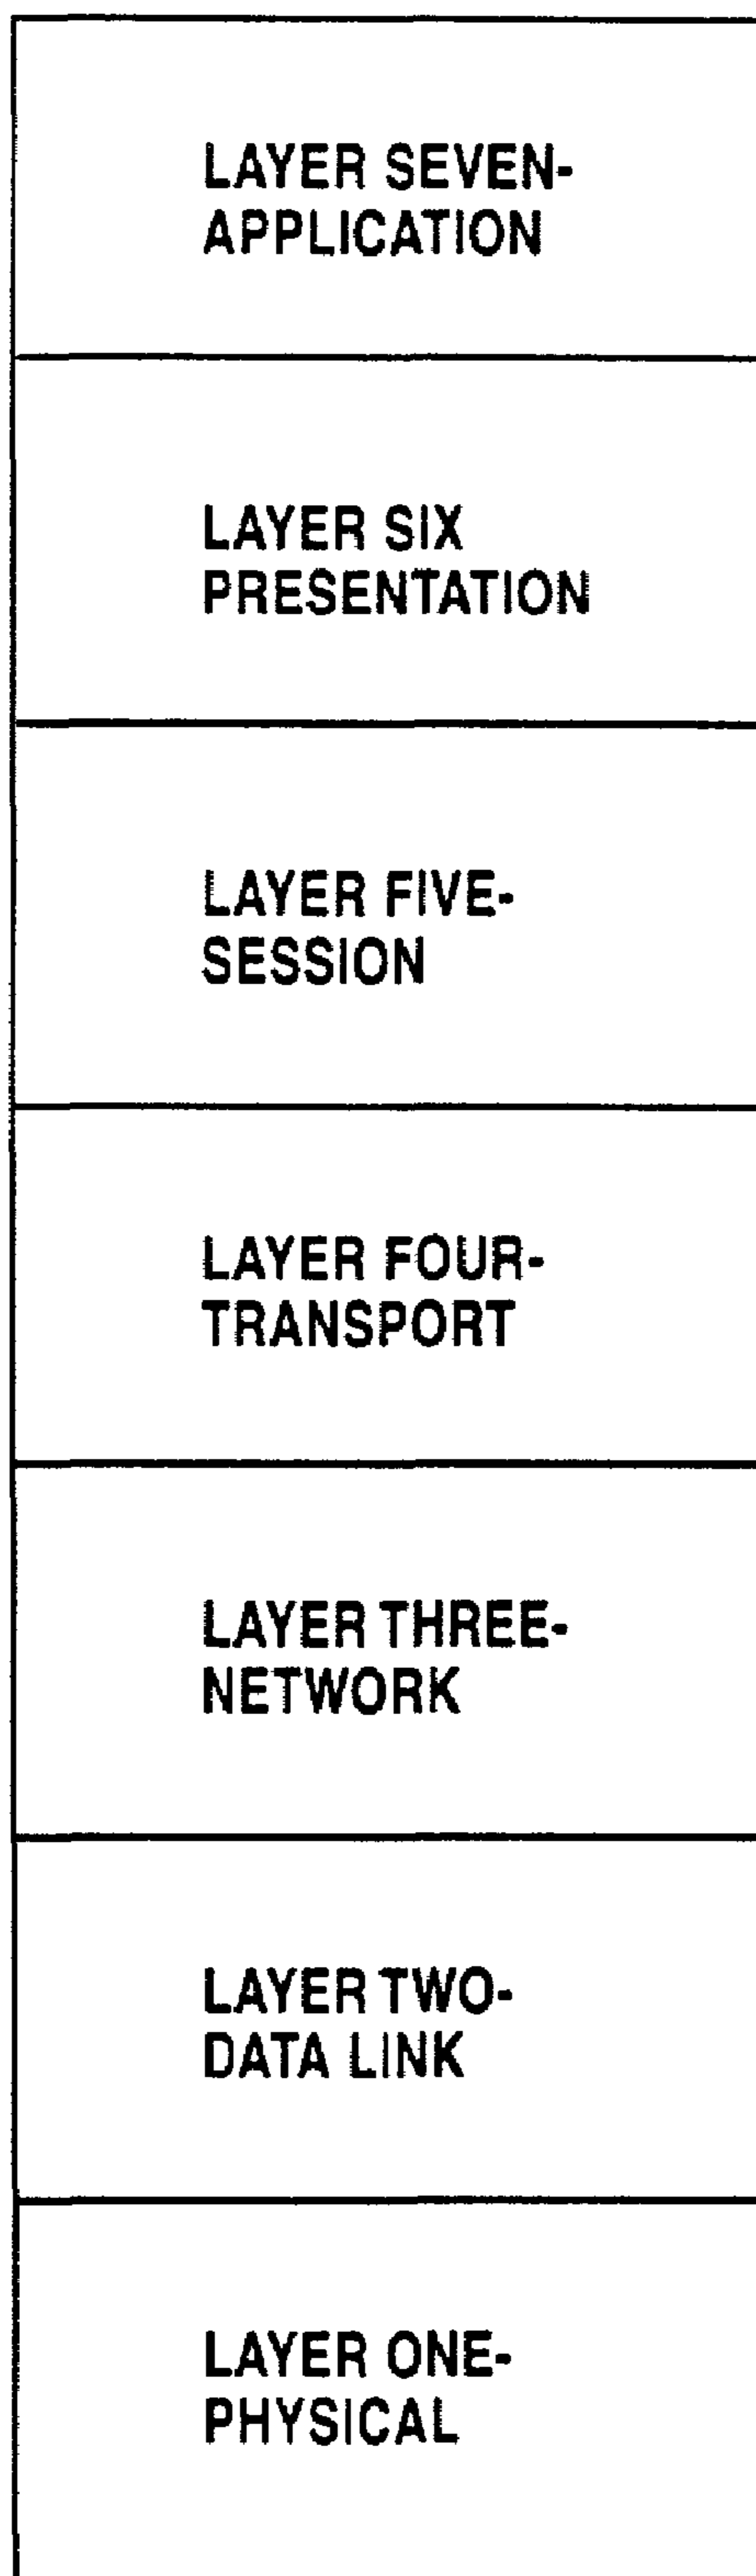 LAYER SEVEN-
APPLICATION
LAYER SIX
PRESENTATION
LAYER FIVE-
SESSION
LAYER FOUR-
TRANSPORT
LAYER THREE-
NETWORK
LAYER TWO-
DATA LINK
LAYER ONE-
PHYSICAL